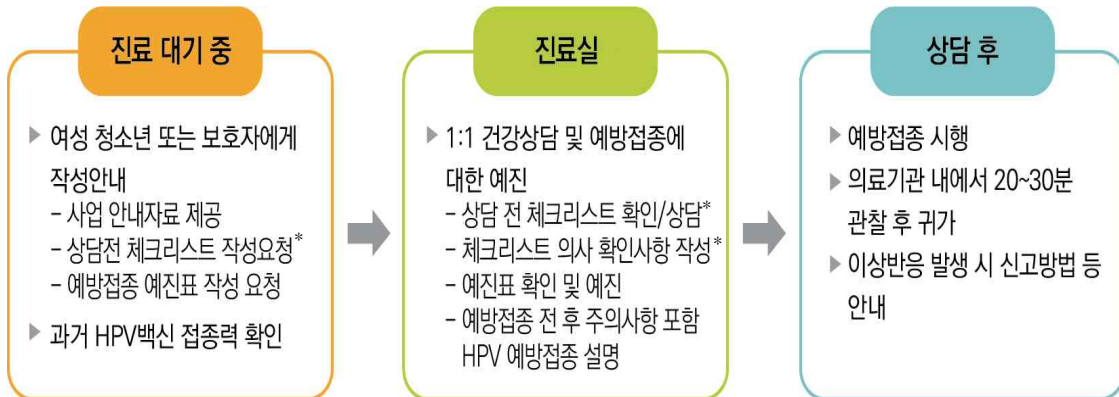 진료 대기 중
▶ 여성 청소년 또는 보호자에게
작성안내
- 사업 안내자료 제공
- 상담전 체크리스트 작성요청*
- 예방접종 예진표 작성 요청
▶ 과거 HPV백신 접종력 확인
진료실
▶ 1:1 건강상담 및 예방접종에
대한 예진
- 상담 전 체크리스트 확인/상담*
- 체크리스트 의사 확인사항 작성*
- 예진표 확인 및 예진
- 예방접종 전 후 주의사항 포함
HPV 예방접종 설명
상담 후
▶ 예방접종 시행
▶ 의료기관 내에서 20~30분
관찰 후 귀가
▶ 이상반응 발생 시 신고방법 등
안내